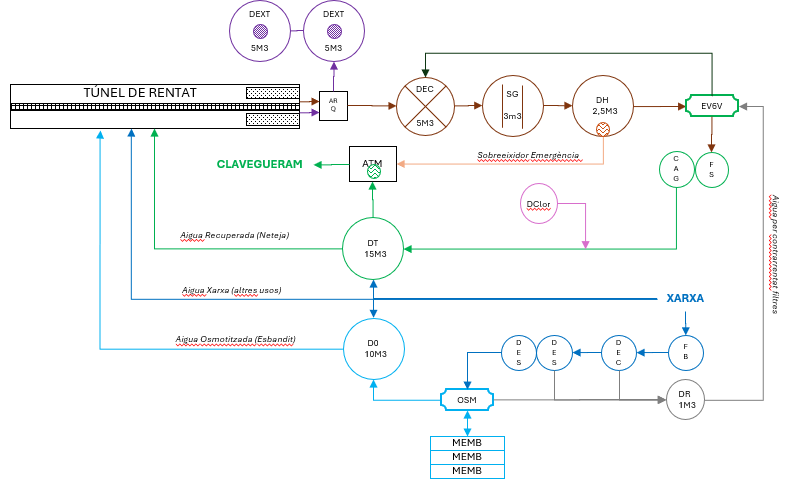 DEXT
5M3
DEXT
5M3
TÚNEL DE RENTAT
AR
Q
DEC
5M3
SG
3m3
DH
2,5M3
EV6V
CLAVEGUERAM
ATM
Sobreeixidor Emergència
C
A
G
F
S
DClor
Aigua Recuperada (Neteja)
DT
15M3
Aigua per contrarrentat filtres
Aigua Xarxa (altres usos)
XARXA
Aigua Osmotitzada (Esbandit)
D0
10M3
D
E
S
D
E
S
D
E
C
F
B
OSM
DR
1M3
MEMB
MEMB
MEMB